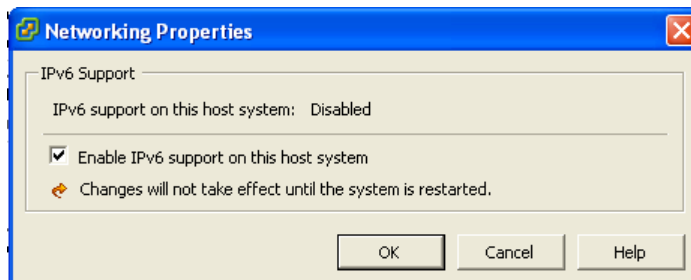 Networking Properties
IPv6 Support
IPv6 support on this host system: Disabled
Enable IPv6 support on this host system
Changes will not take effect until the system is restarted.
OK Cancel Help